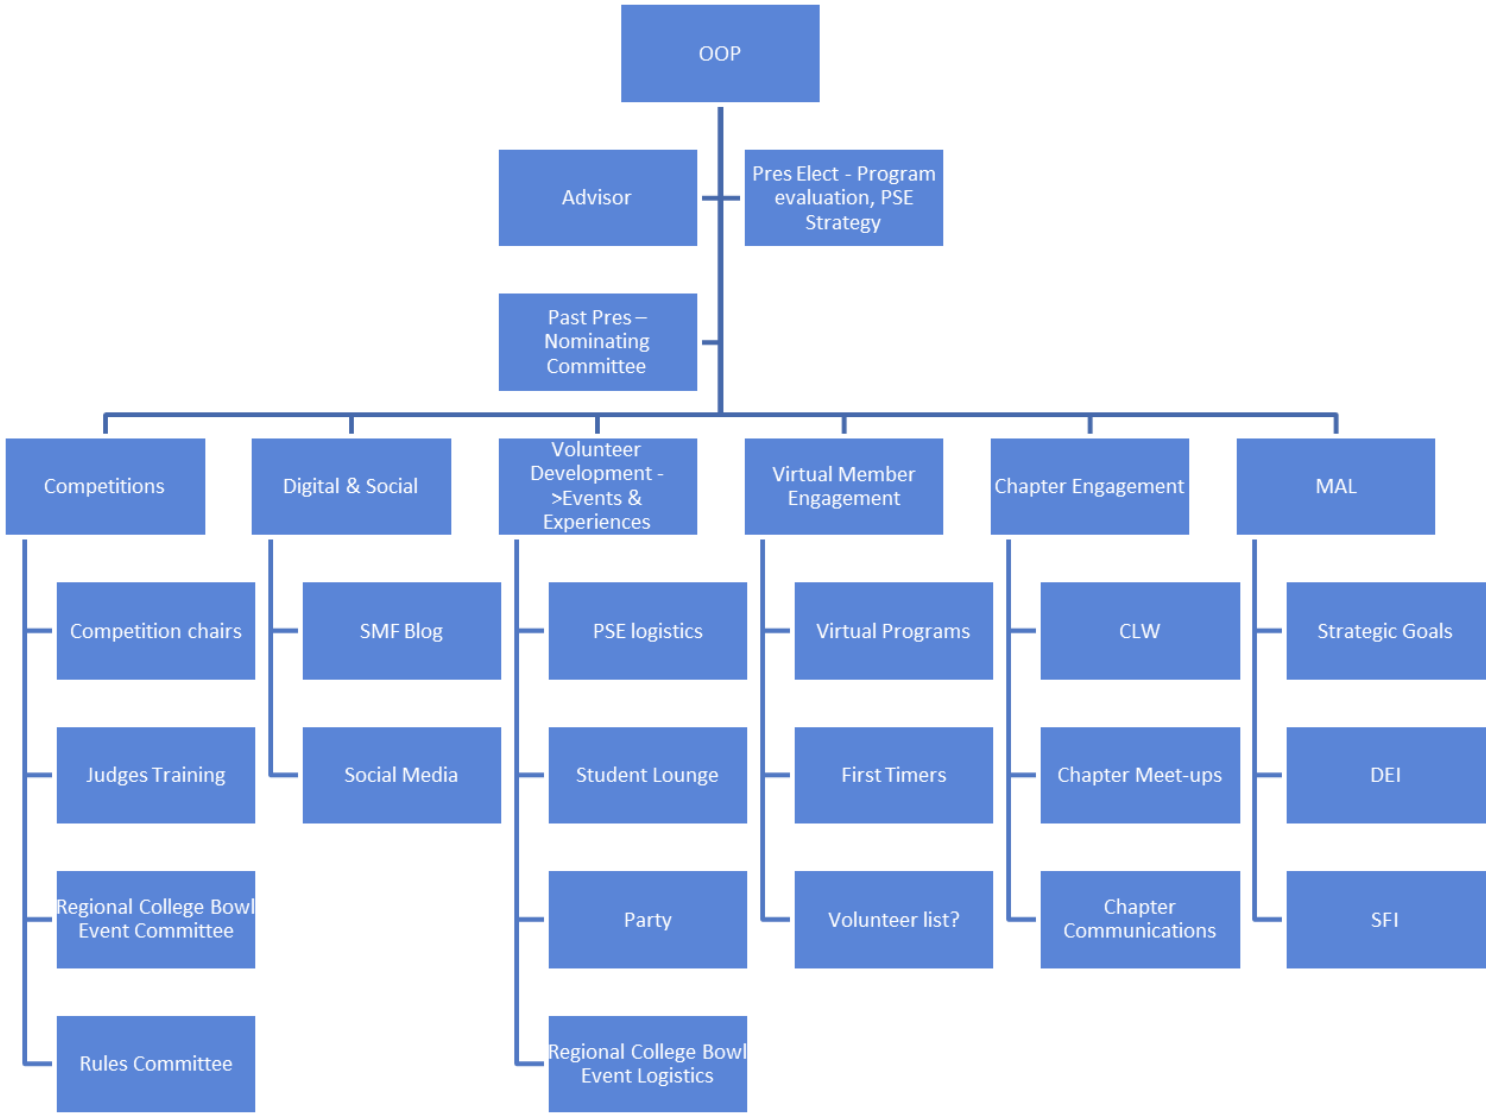 OOP
Advisor
Pres Elect - Program
evaluation, PSE
Strategy
Past Pres –
Nominating
Committee
Competitions
Digital & Social
Volunteer
Development -
>Events &
Experiences
Virtual Member
Engagement
Chapter Engagement
MAL
Competition chairs
SMF Blog
PSE logistics
Virtual Programs
CLW
Strategic Goals
Judges Training
Social Media
Student Lounge
First Timers
Chapter Meet-ups
DEI
Regional College Bowl
Event Committee
Party
Volunteer list?
Chapter
Communications
SFI
Rules Committee
Regional College Bowl
Event Logistics